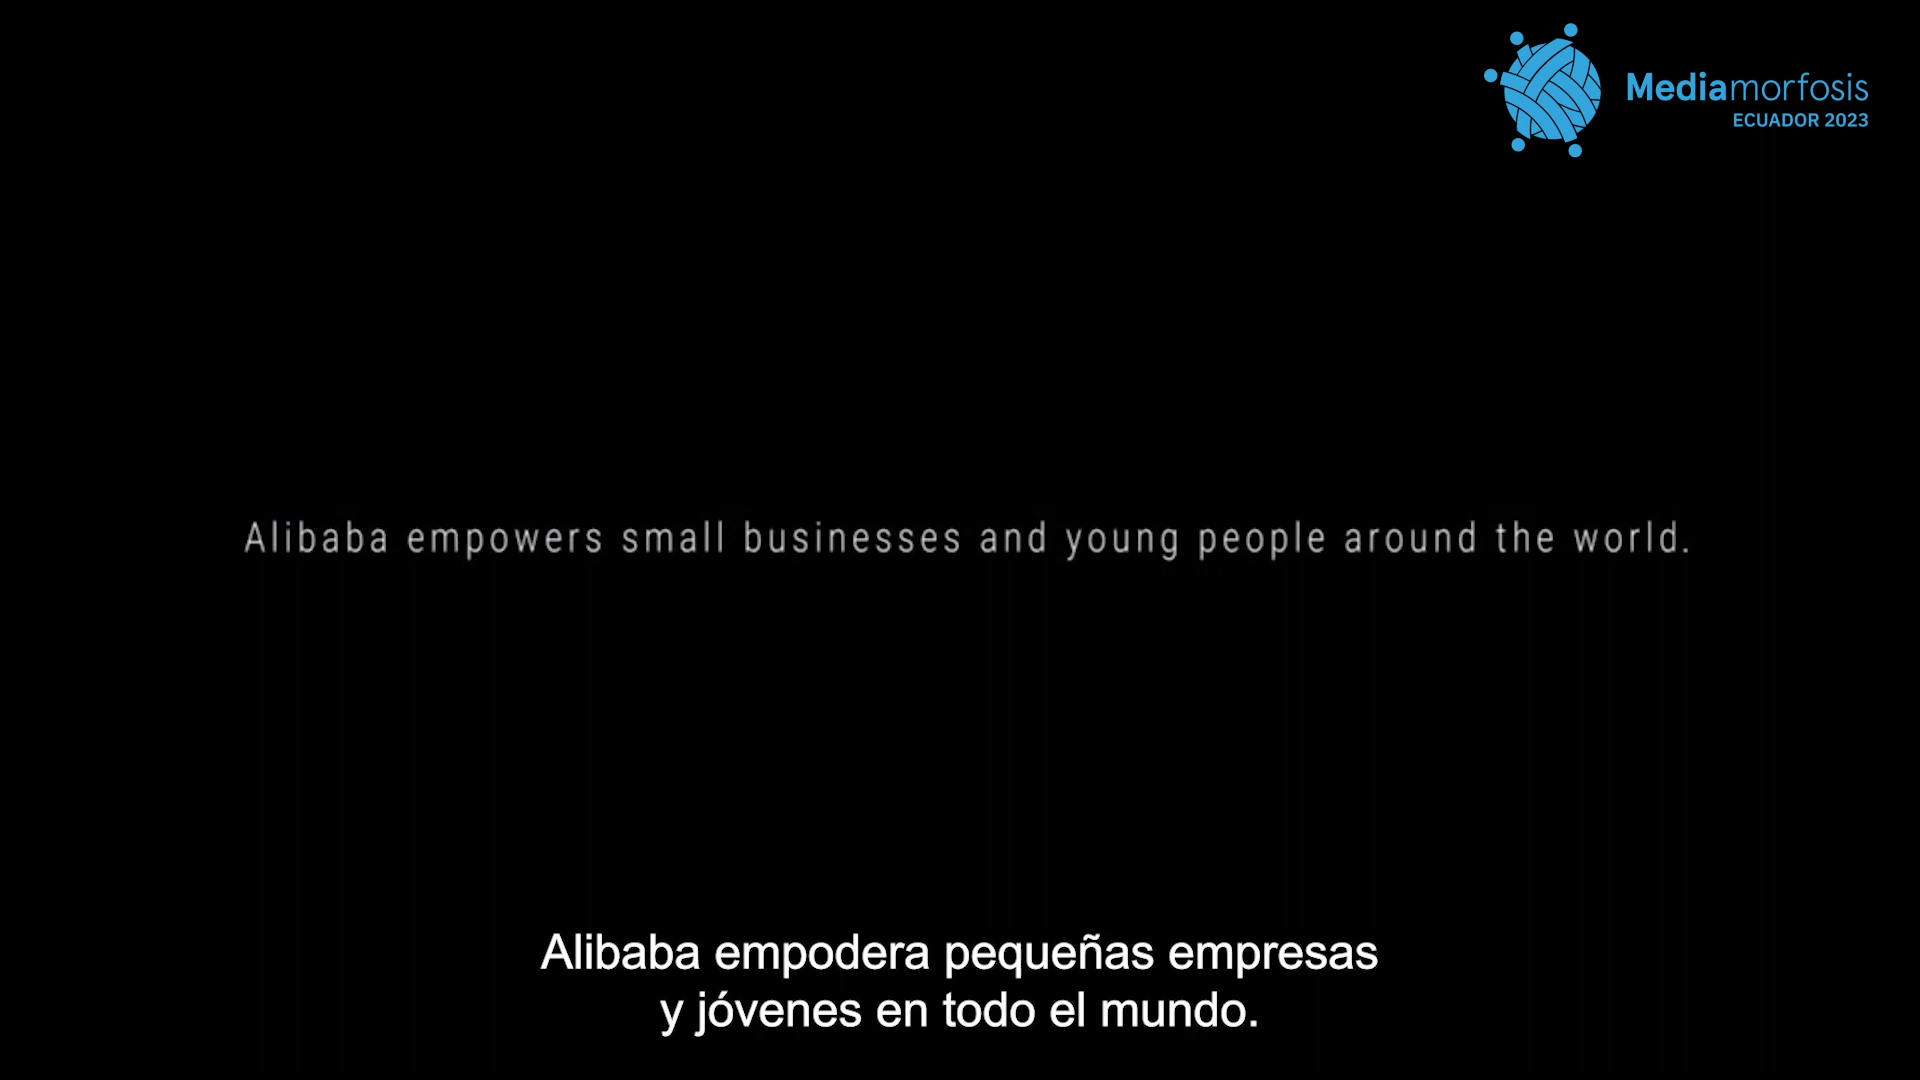 Mediamorfosis
ECUADOR 2023
Alibaba empowers small businesses and young people around the world.
Alibaba empodera pequeñas empresas
y jóvenes en todo el mundo.